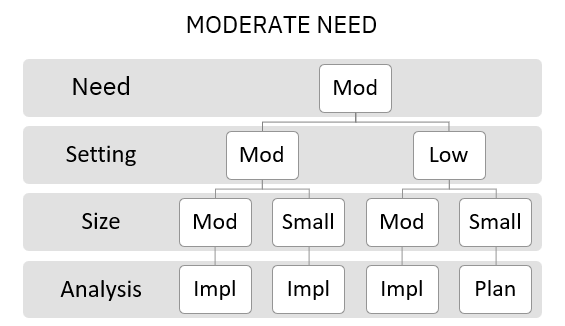 MODERATE NEED
Need Mod
Setting Mod Low
Size Mod Small Mod Small
Analysis Impl Impl Impl Plan